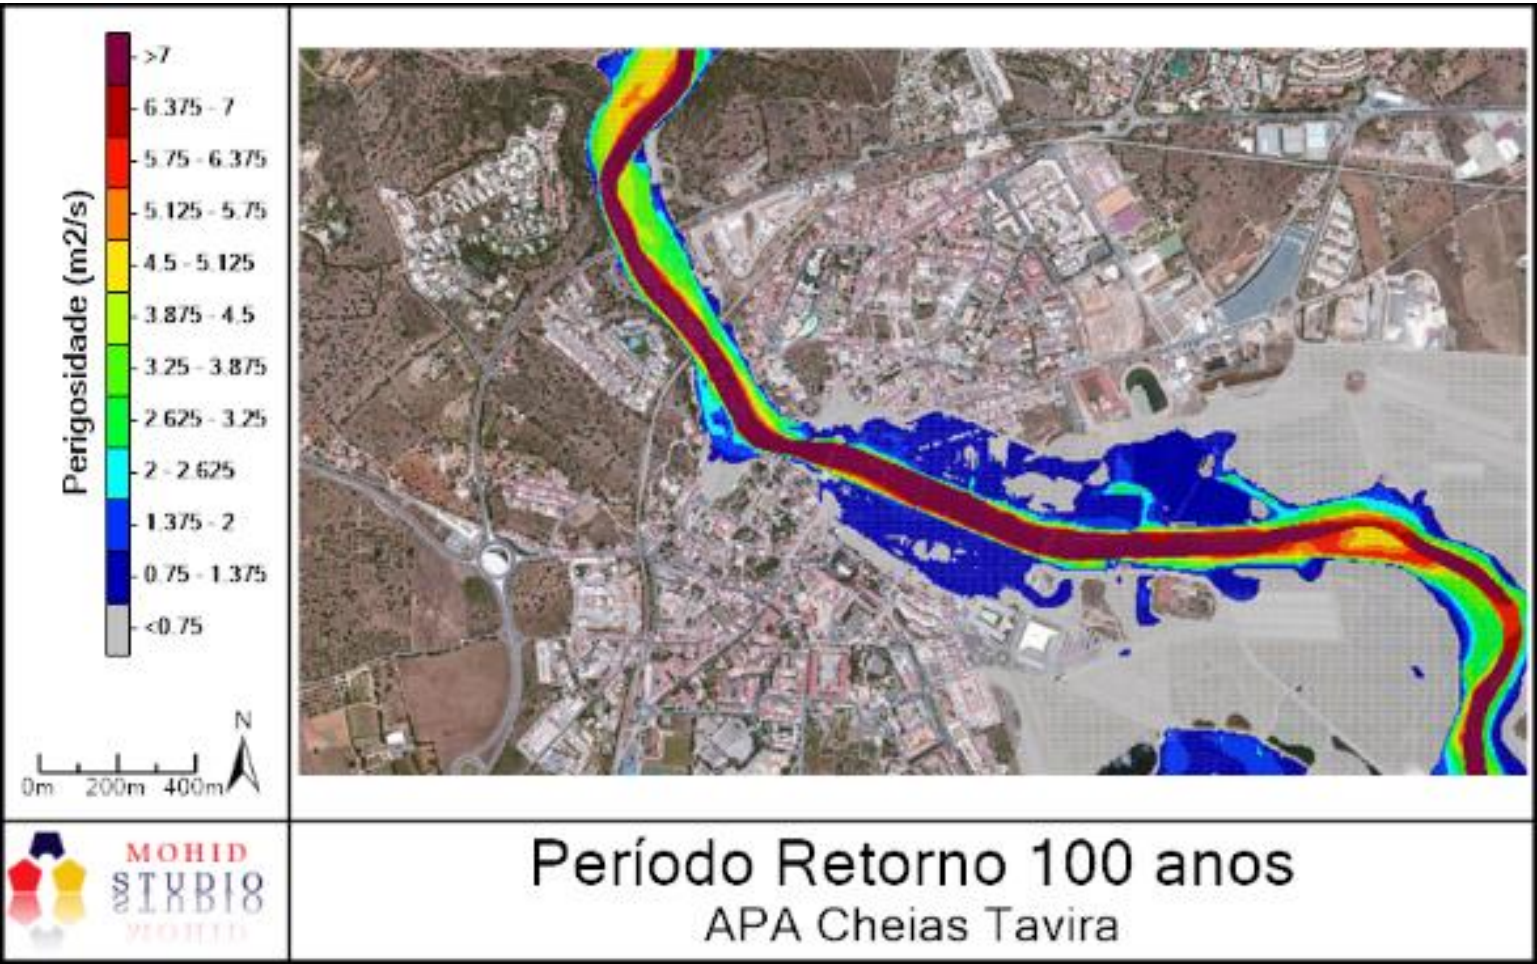 Perigosidade (m2/s)
>7
6.375 - 7
5.75 - 6.375
5.125 - 5.75
4.5 - 5.125
3.875 - 4.5
3.25 - 3.875
2.625 - 3.25
2 - 2.625
1.375 - 2
0.75 - 1.375
<0.75
N
0m 200m 400m
MOHID
STUDIO
Período Retorno 100 anos
APA Cheias Tavira